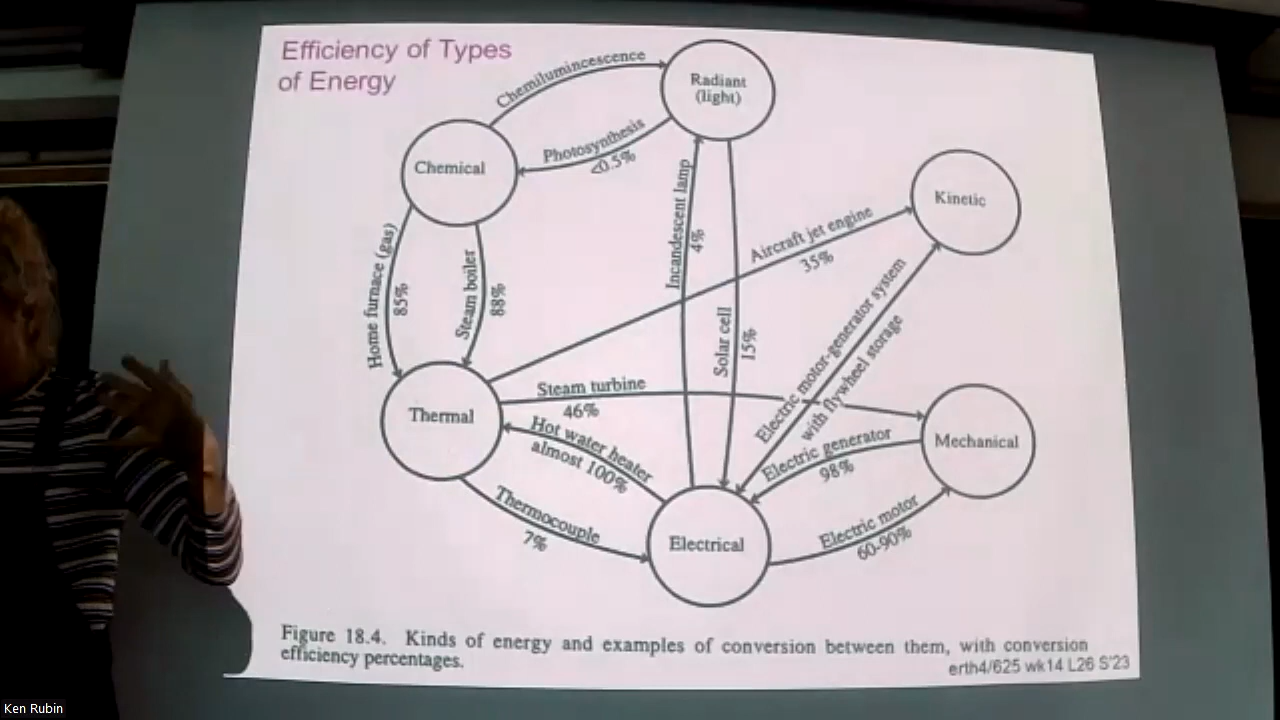 Efficiency of Types
of Energy
Chemilumincescence
Radiant
(light)
Photosynthesis
<0.5%
Chemical
Incandescent lamp
4%
Kinetic
Aircraft jet engine
35%
Home furnace (gas)
85%
Steam boiler
88%
Solar cell
15%
Electric motor-generator system
with flywheel storage
Thermal
Steam turbine
46%
Hot water heater
almost 100%
Mechanical
Electric generator
98%
Thermocouple
7%
Electrical
Electric motor
60-90%
Figure 18.4. Kinds of energy and examples of conversion between them, with conversion
efficiency percentages.
erth4/625 wk14 L26 S'23
Ken Rubin